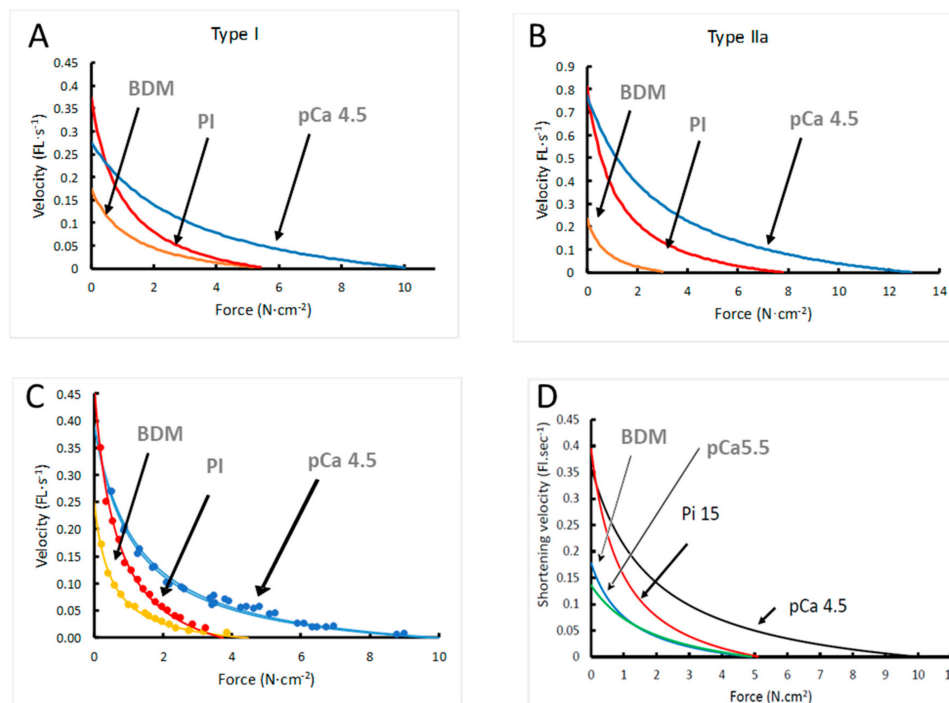 A
Type I
BDM
PI
pCa 4.5
Velocity (FL·s⁻¹)
0.45
0.4
0.35
0.3
0.25
0.2
0.15
0.1
0.05
0
0 2 4 6 8 10
Force (N·cm⁻²)
B
Type IIa
BDM
PI
pCa 4.5
Velocity FL·s⁻¹)
0.9
0.8
0.7
0.6
0.5
0.4
0.3
0.2
0.1
0
0 2 4 6 8 10 12 14
Force (N·cm⁻²)
C
BDM
PI
pCa 4.5
Velocity (FL·s⁻¹)
0.45
0.40
0.35
0.30
0.25
0.20
0.15
0.10
0.05
0.00
0 2 4 6 8 10
Force (N·cm⁻²)
D
BDM
pCa5.5
Pi 15
pCa 4.5
Shortening velocity (Fl.sec⁻¹)
0.45
0.4
0.35
0.3
0.25
0.2
0.15
0.1
0.05
0
0 1 2 3 4 5 6 7 8 9 10 11
Force (N.cm²)